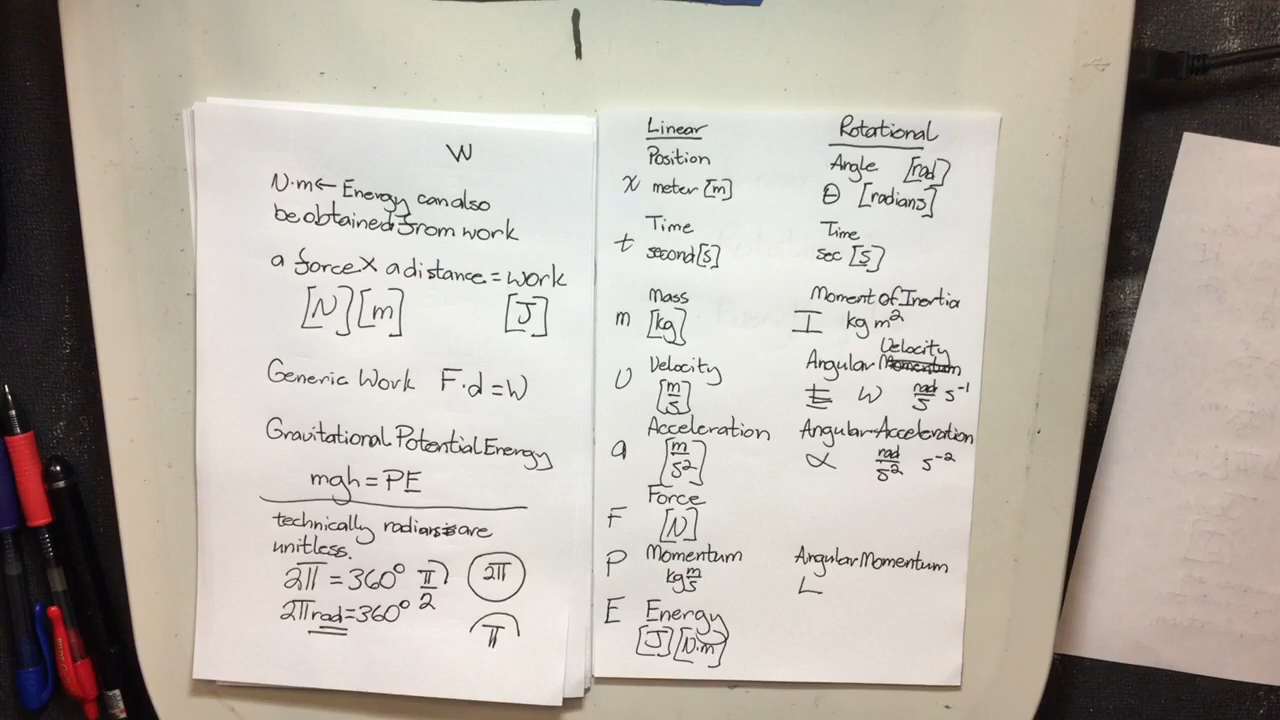 W
N·m ← Energy can also
be obtained from work
a force × a distance = work
[N][m] [J]
Generic Work F·d = W
Gravitational Potential Energy
mgh = PE
technically radians are
unitless.
2π = 360° π/2 2π
2π rad = 360° π
Linear
Position
x meter [m]
Time
t second [s]
Mass
m [kg]
Velocity
v [m/s]
Acceleration
a [m/s²]
Force
F [N]
P Momentum
kg m/s
E Energy
[J] [N·m]
Rotational
Angle [rad]
θ [radians]
Time
sec [s]
Moment of Inertia
I kg m²
Velocity
Angular Momentum
ω rad/s s⁻¹
Angular Acceleration
α rad/s² s⁻²
Angular Momentum
L